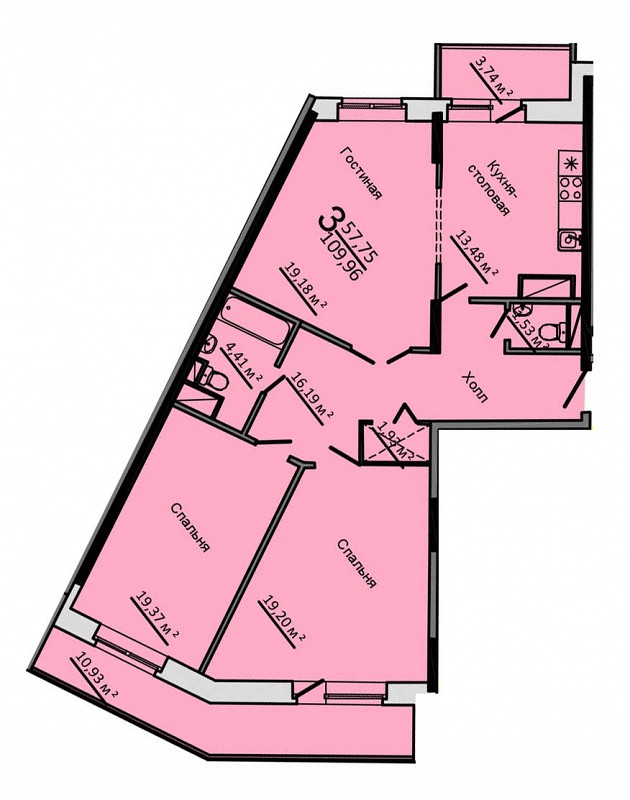 3,74 м²
Гостиная
Кухня-
столовая
3
57,75
109,96
13,48 м²
19,18 м²
1,53 м²
4,41 м²
16,19 м²
Холл
1,93 м²
Спальня
Спальня
19,37 м²
19,20 м²
10,93 м²